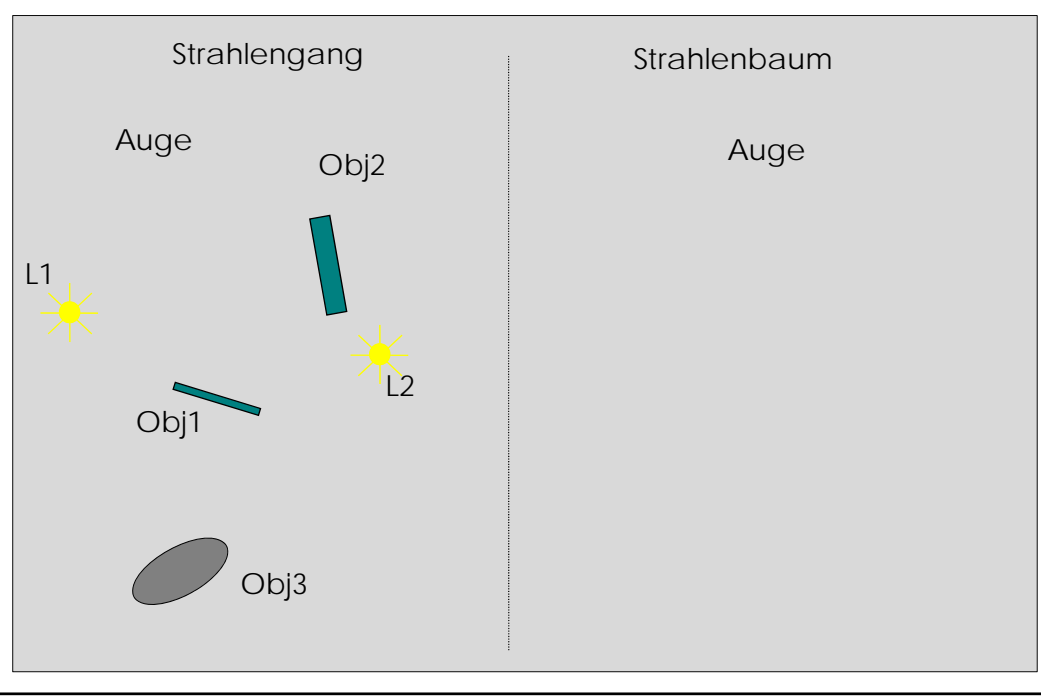 Strahlengang
Strahlenbaum
Auge
Auge
Obj2
L1
L2
Obj1
Obj3